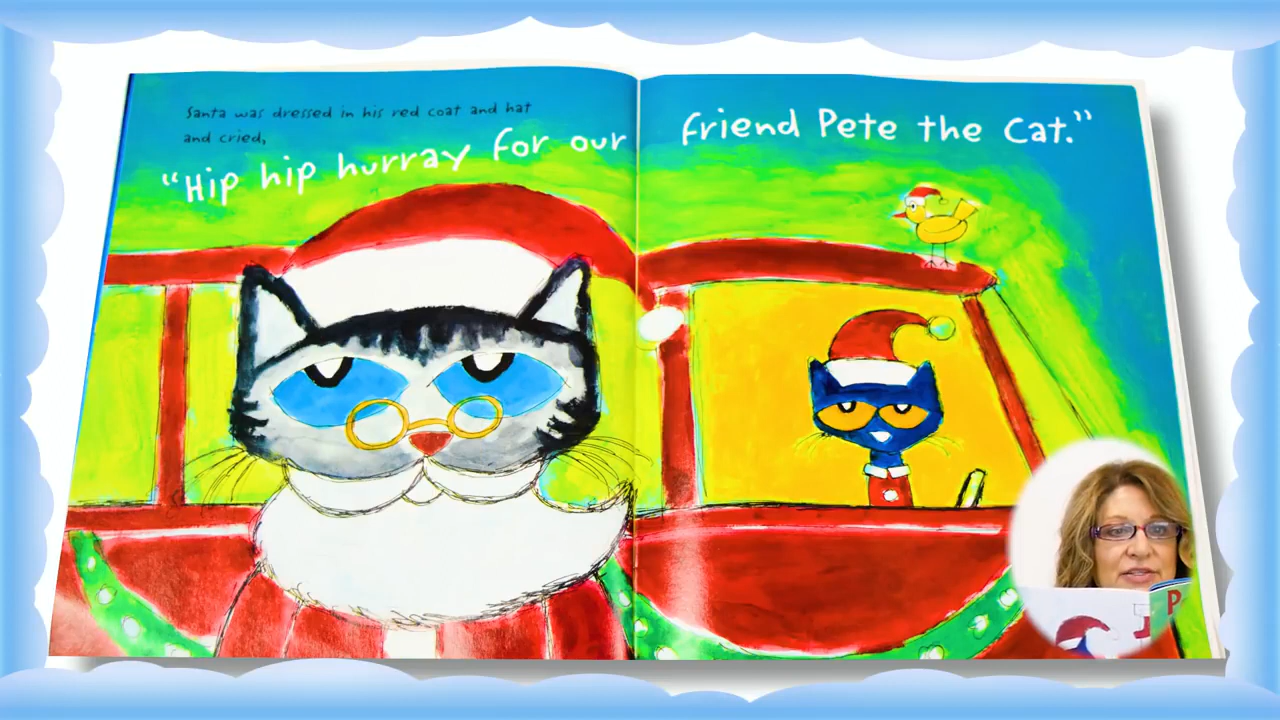 Santa was dressed in his red coat and hat
and cried,
"Hip hip hurray for our friend Pete the Cat."
P